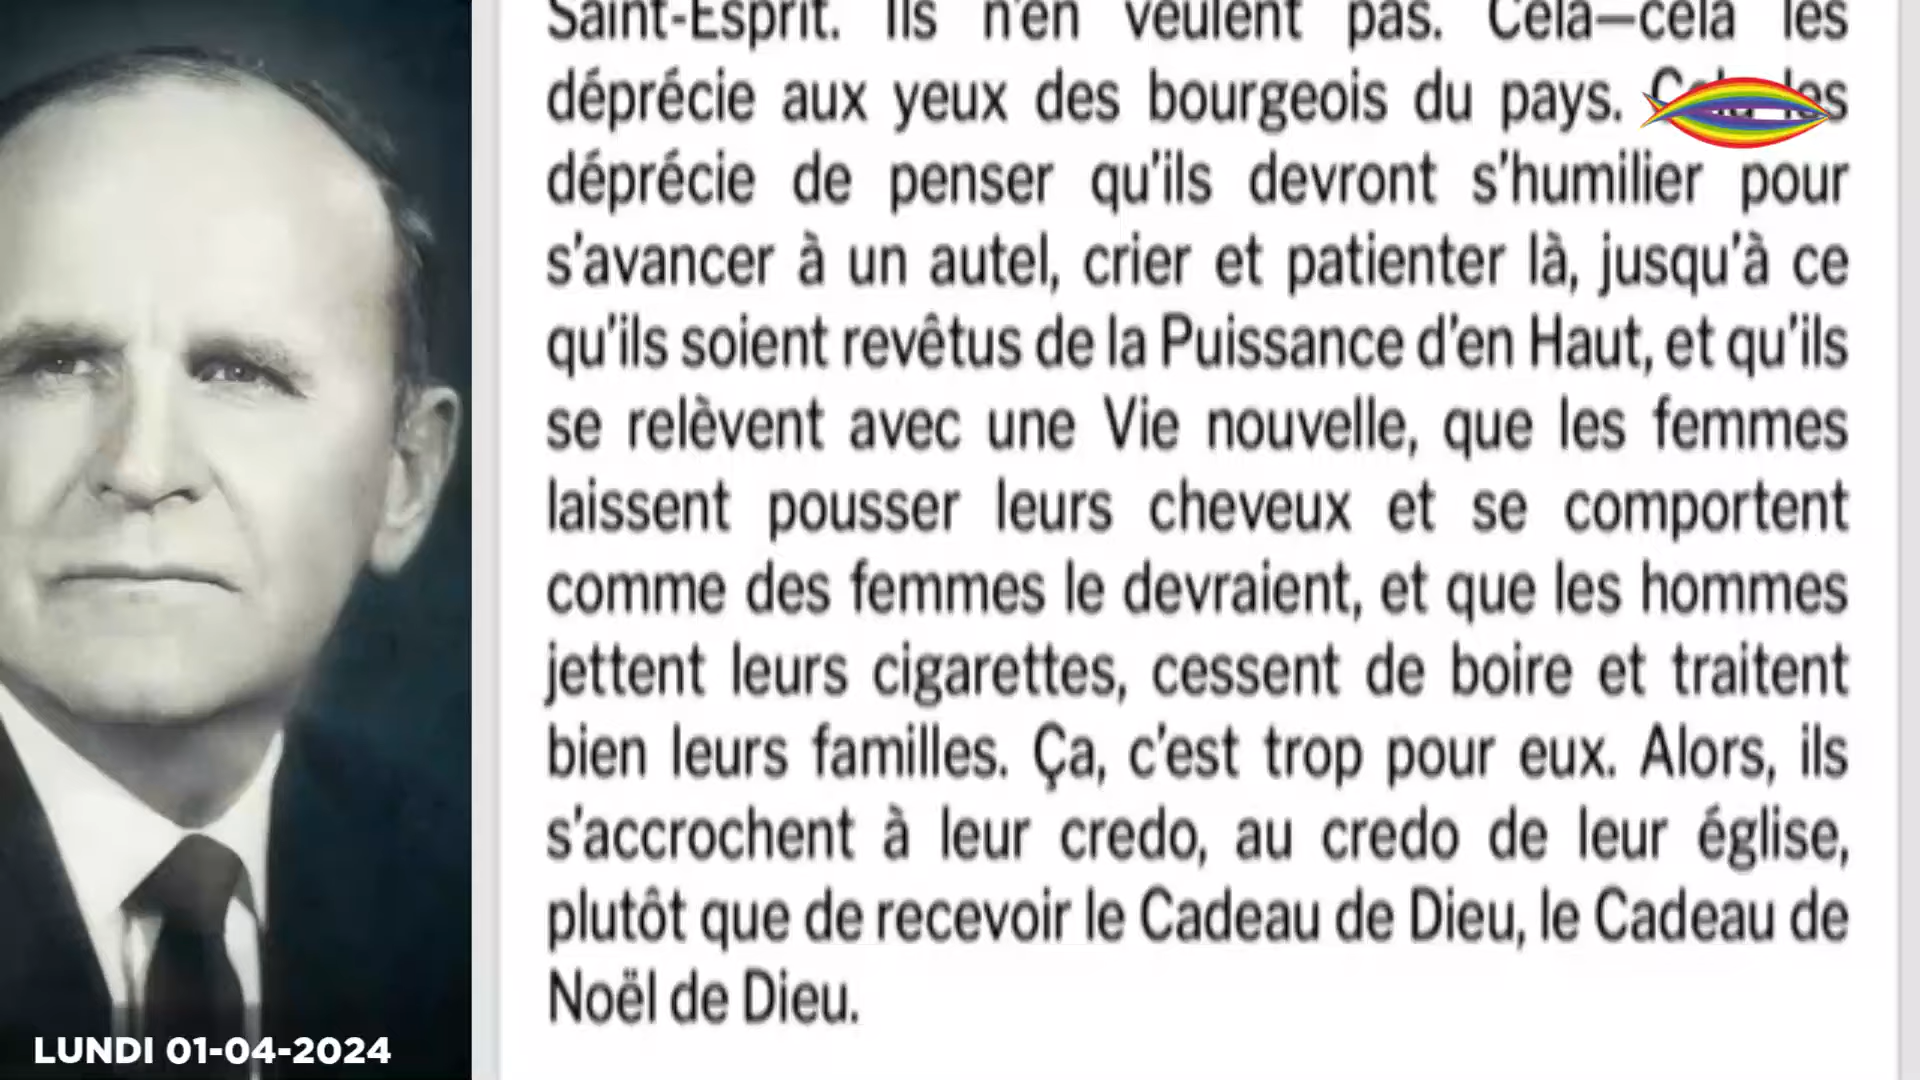 Saint-Esprit. Ils n'en veulent pas. Cela—cela les
déprécie aux yeux des bourgeois du pays. Cela les
déprécie de penser qu'ils devront s'humilier pour
s'avancer à un autel, crier et patienter là, jusqu'à ce
qu'ils soient revêtus de la Puissance d'en Haut, et qu'ils
se relèvent avec une Vie nouvelle, que les femmes
laissent pousser leurs cheveux et se comportent
comme des femmes le devraient, et que les hommes
jettent leurs cigarettes, cessent de boire et traitent
bien leurs familles. Ça, c'est trop pour eux. Alors, ils
s'accrochent à leur credo, au credo de leur église,
plutôt que de recevoir le Cadeau de Dieu, le Cadeau de
Noël de Dieu.
LUNDI 01-04-2024